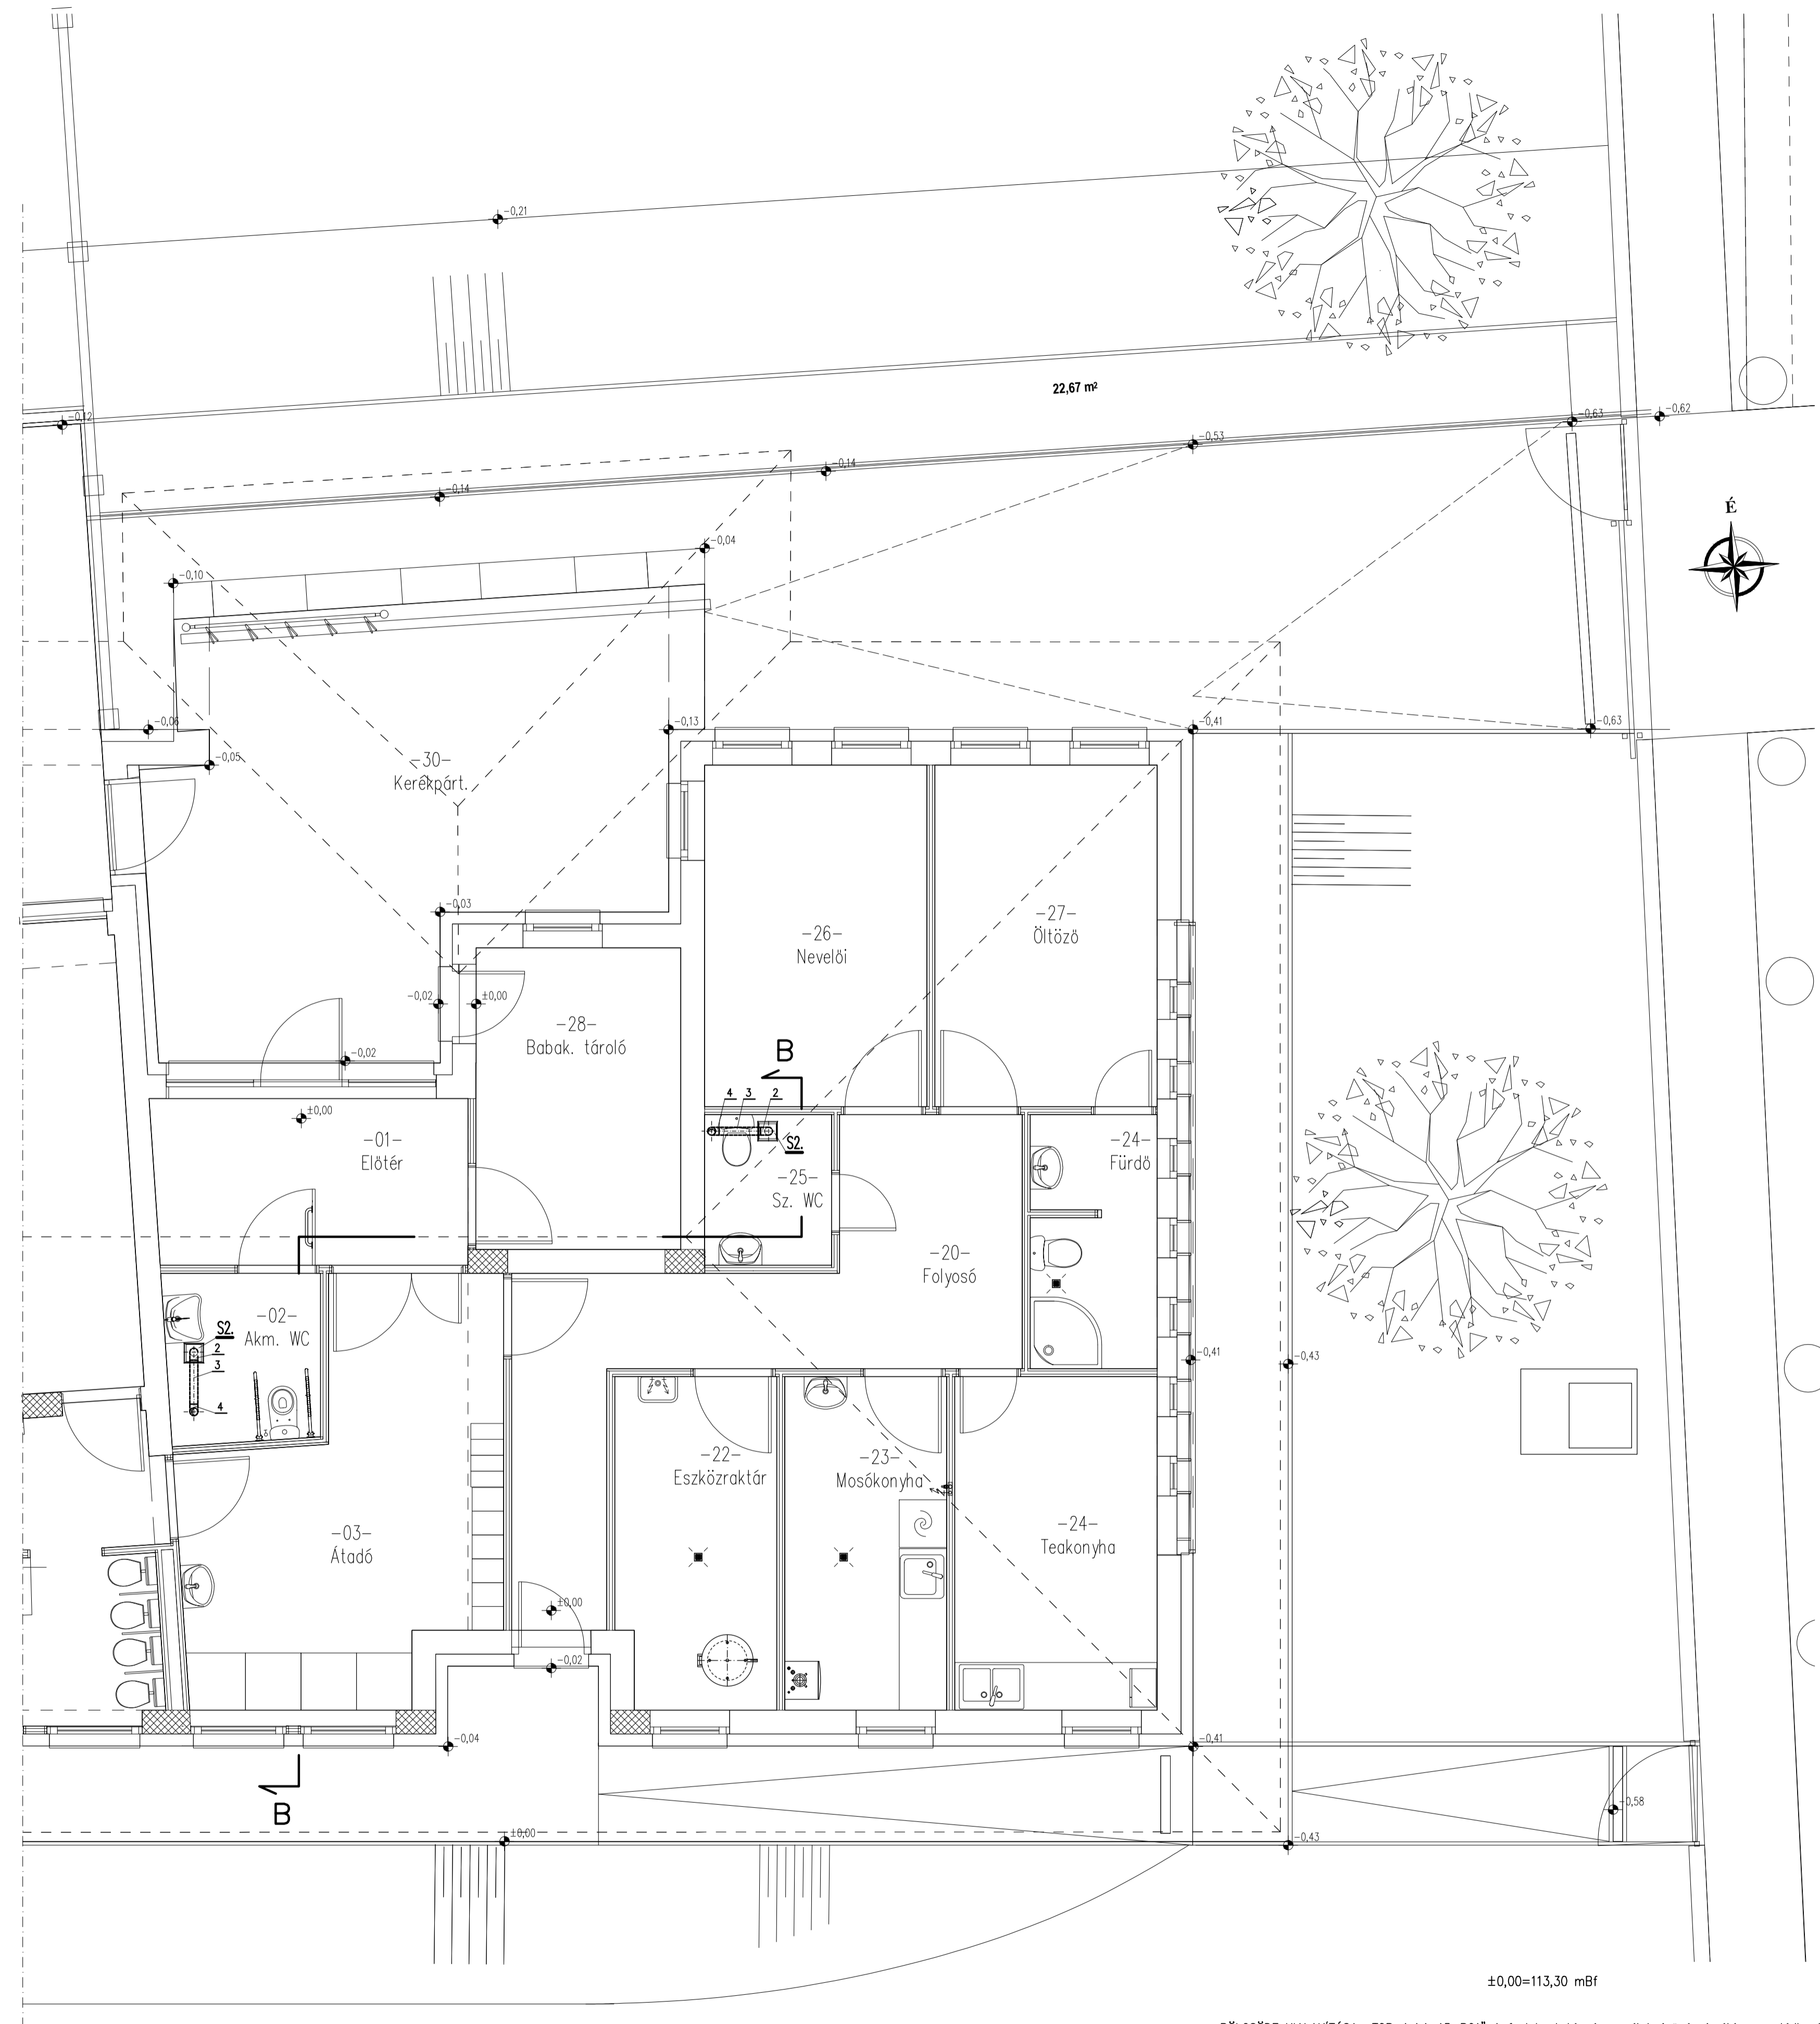 -0,21
22,67 m²
-0,12
-0,63
-0,62
-0,53
-0,14
-0,14
É
-0,04
-0,10
-0,06
-0,13
-0,41
-0,63
-0,05
-30-
Kerékpárt.
-0,03
-27-
Öltöző
-26-
Nevelői
-0,02
±0,00
-28-
Babak. tároló
B
-0,02
4 3 2
±0,00
S2.
-01-
Előtér
-24-
Fürdő
-25-
Sz. WC
-20-
Folyosó
-02-
Akm. WC
S2.
2
3
4
-0,41
-0,43
-22-
Eszközraktár
-23-
Mosókonyha
-03-
Átadó
-24-
Teakonyha
±0,00
-0,02
-0,04
-0,41
B
-0,58
±0,00
-0,43
±0,00=113,30 mBf